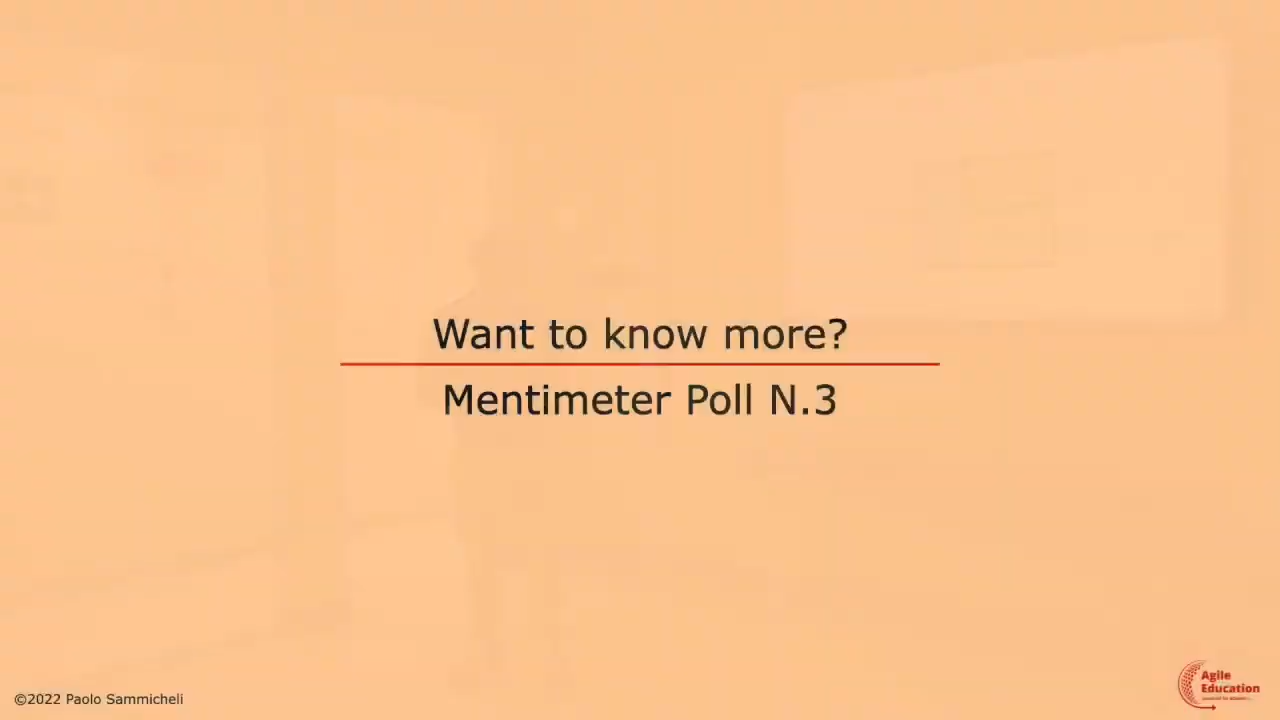 Want to know more?
Mentimeter Poll N.3
©2022 Paolo Sammicheli
Agile
Education